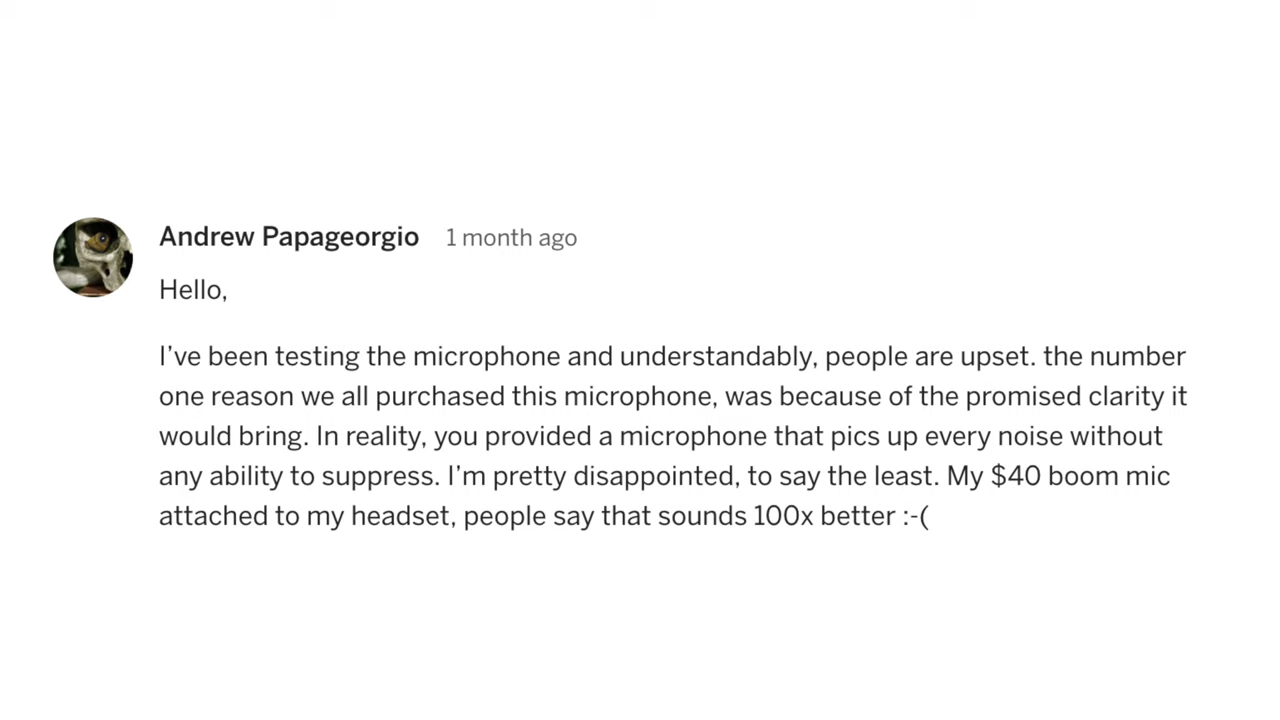 Andrew Papageorgio 1 month ago
Hello,
I’ve been testing the microphone and understandably, people are upset. the number
one reason we all purchased this microphone, was because of the promised clarity it
would bring. In reality, you provided a microphone that pics up every noise without
any ability to suppress. I’m pretty disappointed, to say the least. My $40 boom mic
attached to my headset, people say that sounds 100x better :-(